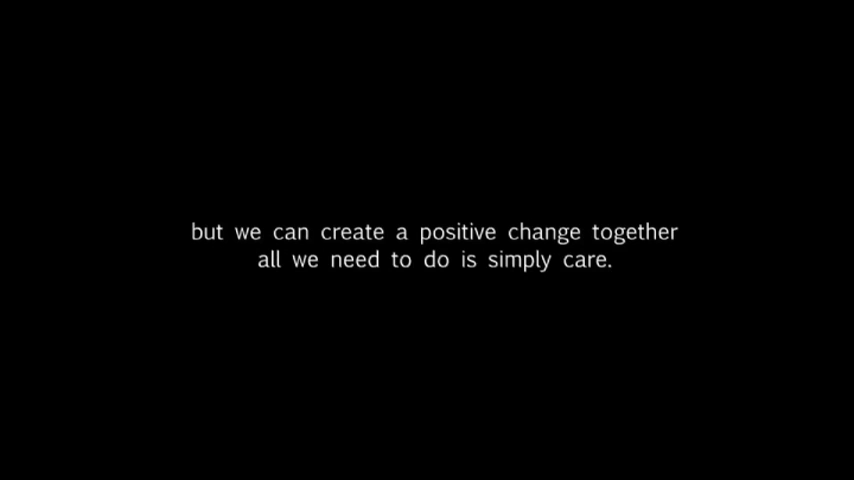 but we can create a positive change together
all we need to do is simply care.